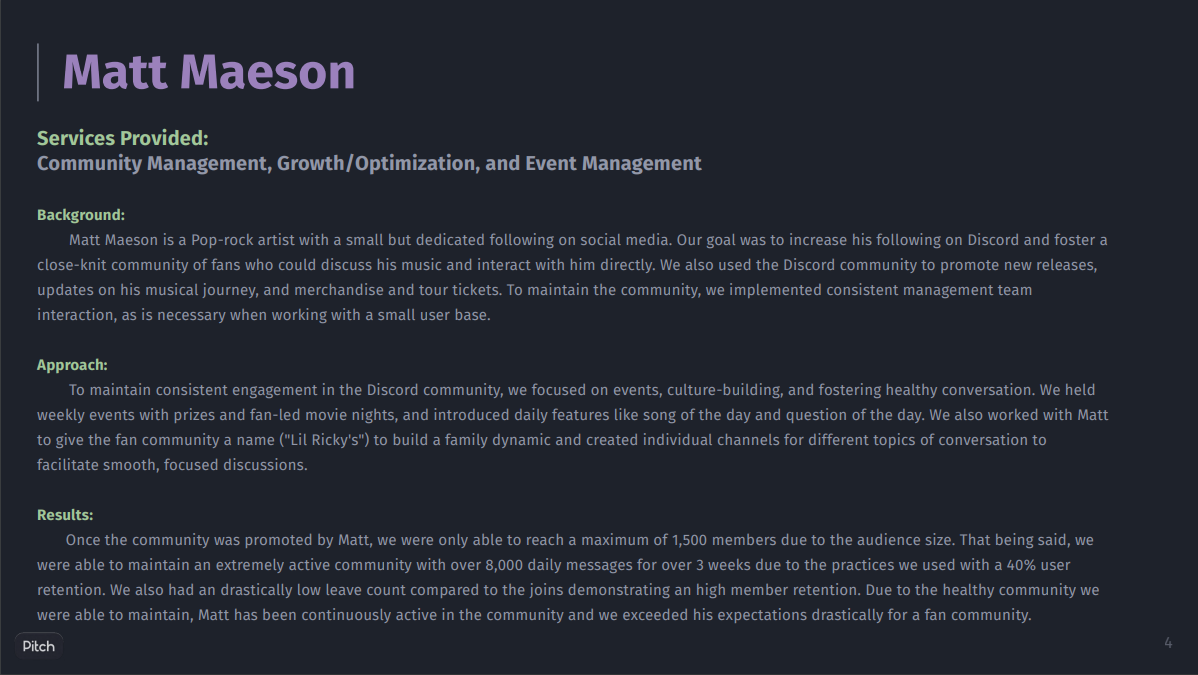 Matt Maeson
Services Provided:
Community Management, Growth/Optimization, and Event Management
Background:
Matt Maeson is a Pop-rock artist with a small but dedicated following on social media. Our goal was to increase his following on Discord and foster a
close-knit community of fans who could discuss his music and interact with him directly. We also used the Discord community to promote new releases,
updates on his musical journey, and merchandise and tour tickets. To maintain the community, we implemented consistent management team
interaction, as is necessary when working with a small user base.
Approach:
To maintain consistent engagement in the Discord community, we focused on events, culture-building, and fostering healthy conversation. We held
weekly events with prizes and fan-led movie nights, and introduced daily features like song of the day and question of the day. We also worked with Matt
to give the fan community a name ("Lil Ricky's") to build a family dynamic and created individual channels for different topics of conversation to
facilitate smooth, focused discussions.
Results:
Once the community was promoted by Matt, we were only able to reach a maximum of 1,500 members due to the audience size. That being said, we
were able to maintain an extremely active community with over 8,000 daily messages for over 3 weeks due to the practices we used with a 40% user
retention. We also had an drastically low leave count compared to the joins demonstrating an high member retention. Due to the healthy community we
were able to maintain, Matt has been continuously active in the community and we exceeded his expectations drastically for a fan community.
Pitch
4